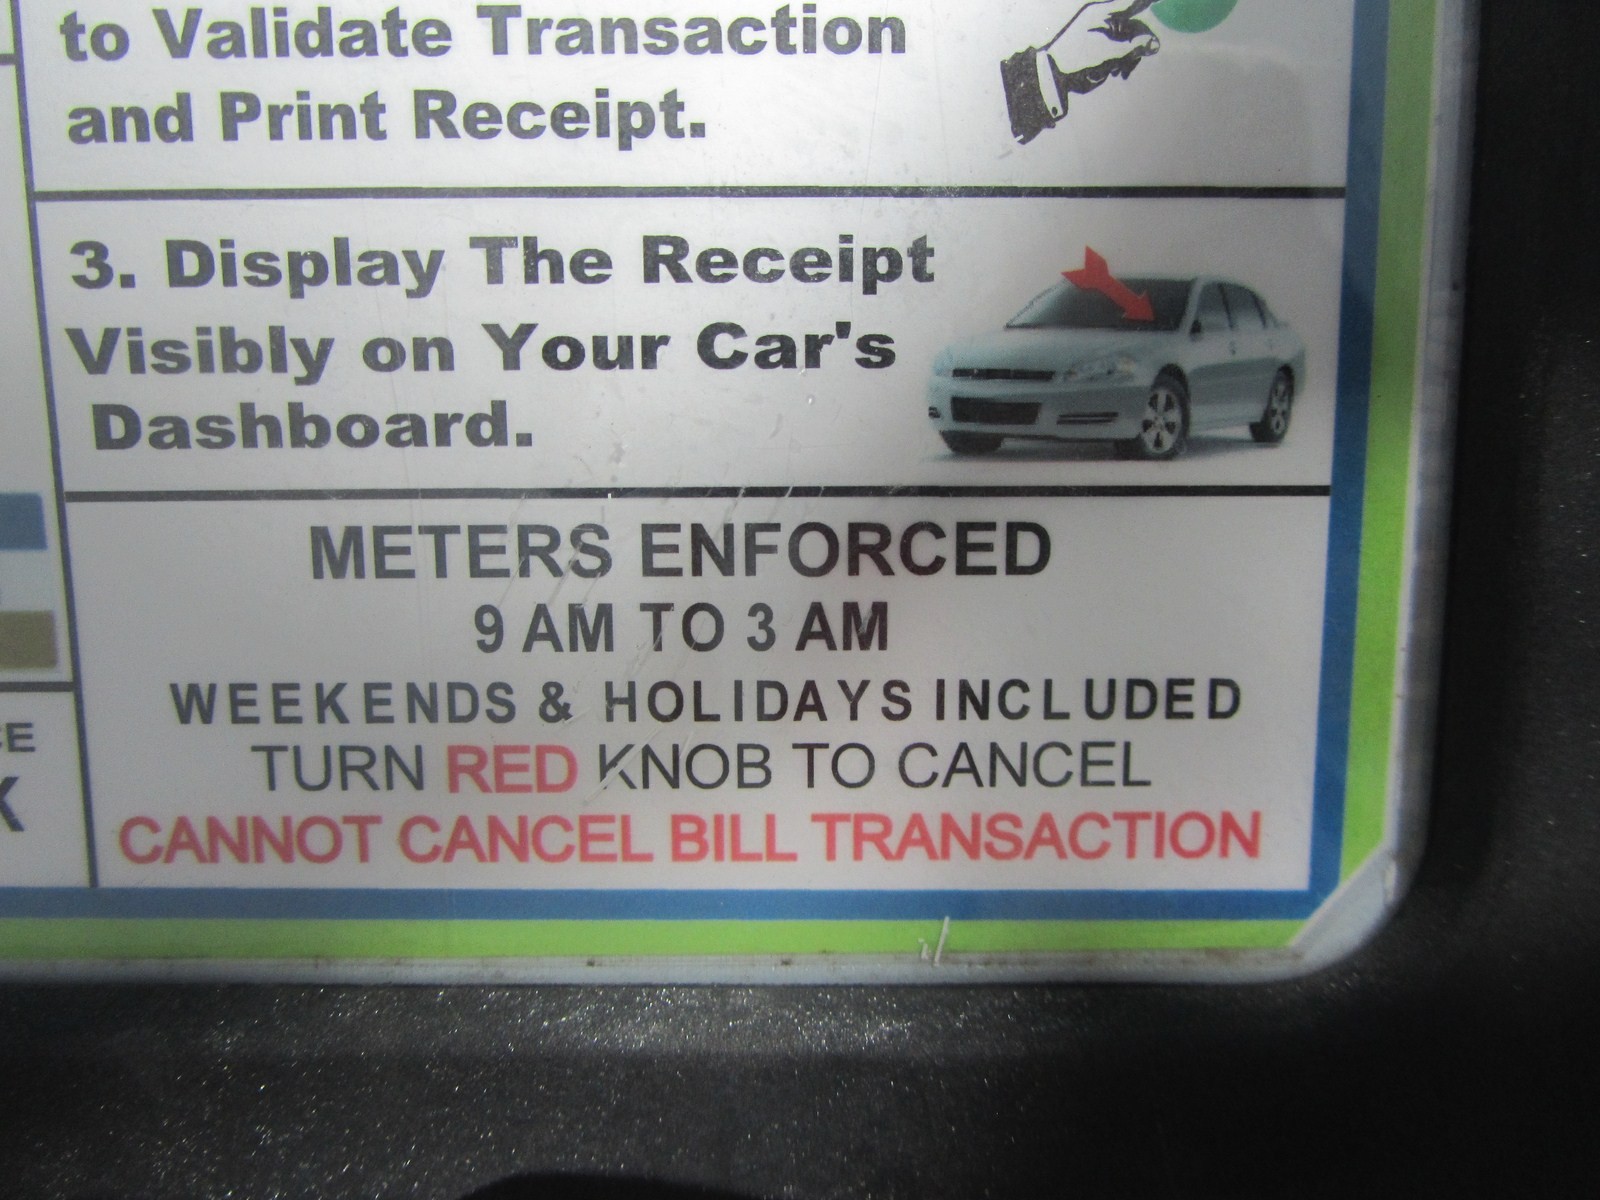 to Validate Transaction
and Print Receipt.
3. Display The Receipt
Visibly on Your Car's
Dashboard.
METERS ENFORCED
9 AM TO 3 AM
WEEKENDS & HOLIDAYS INCLUDED
TURN RED KNOB TO CANCEL
CANNOT CANCEL BILL TRANSACTION